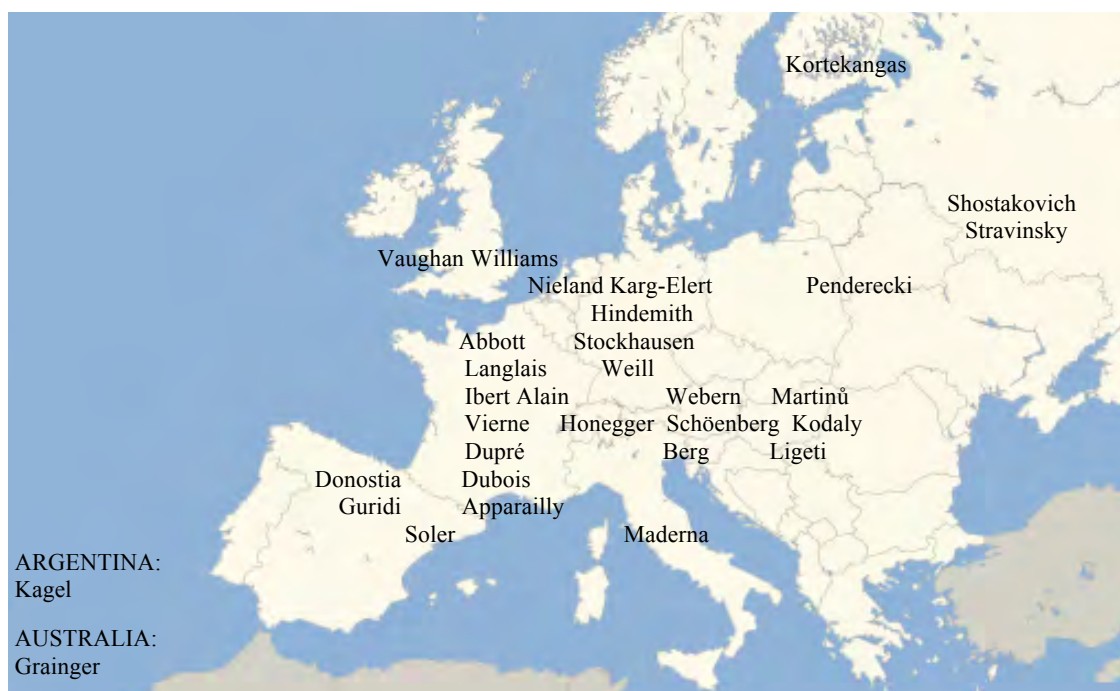 Kortekangas
Shostakovich
Stravinsky
Vaughan Williams
Nieland Karg-Elert
Penderecki
Hindemith
Abbott
Stockhausen
Langlais
Weill
Ibert Alain
Webern
Martinů
Vierne
Honegger
Schöenberg
Kodaly
Dupré
Berg
Ligeti
Donostia
Dubois
Guridi
Apparailly
Soler
Maderna
ARGENTINA:
Kagel
AUSTRALIA:
Grainger